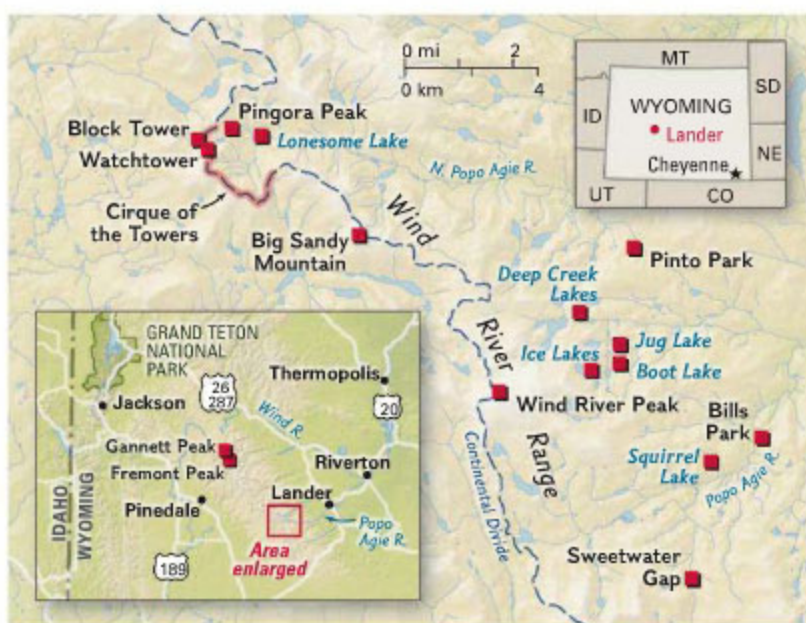 0 mi 2
0 km 4
Pingora Peak
Block Tower
Lonesome Lake
Watchtower
N. Popo Agie R.
Cirque of
the Towers
Wind
River
Range
Big Sandy
Mountain
Continental Divide
Pinto Park
Deep Creek
Lakes
Jug Lake
Ice Lakes
Boot Lake
Wind River Peak
Bills
Park
Squirrel
Lake
Popo Agie R.
Sweetwater
Gap
MT
SD
ID
WYOMING
Lander
NE
Cheyenne
UT
CO
GRAND TETON
NATIONAL
PARK
26
287
Thermopolis
20
Jackson
Wind R.
Gannett Peak
Fremont Peak
Riverton
Lander
Pinedale
Popo
Agie R.
Area
enlarged
IDAHO
WYOMING
189